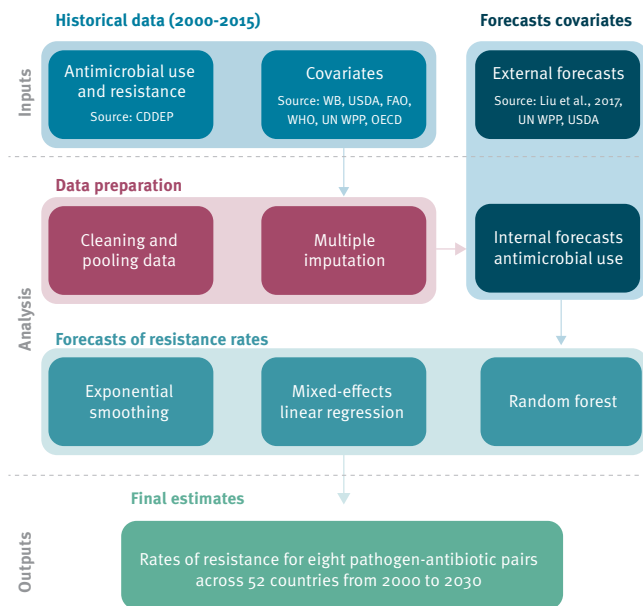 Historical data (2000-2015)
Forecasts covariates
Inputs
Antimicrobial use
and resistance
Source: CDDEP
Covariates
Source: WB, USDA, FAO,
WHO, UN WPP, OECD
External forecasts
Source: Liu et al., 2017,
UN WPP, USDA
Analysis
Data preparation
Cleaning and
pooling data
Multiple
imputation
Internal forecasts
antimicrobial use
Forecasts of resistance rates
Exponential
smoothing
Mixed-effects
linear regression
Random forest
Outputs
Final estimates
Rates of resistance for eight pathogen-antibiotic pairs
across 52 countries from 2000 to 2030